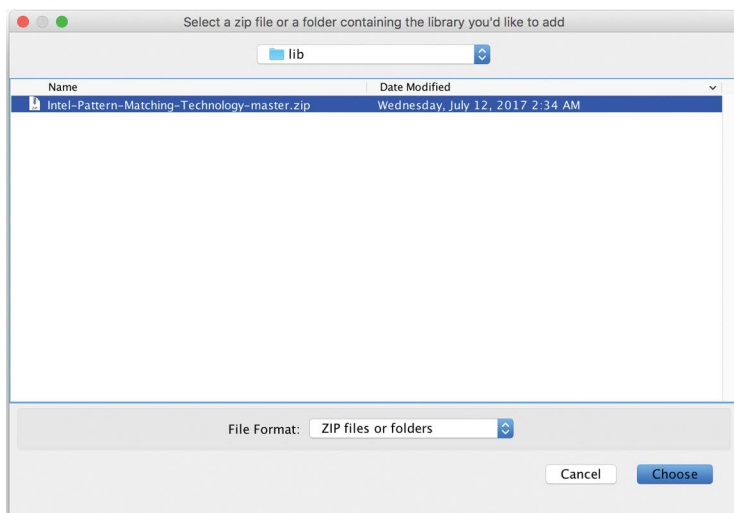 Select a zip file or a folder containing the library you'd like to add
lib
Name Date Modified
Intel-Pattern-Matching-Technology-master.zip Wednesday, July 12, 2017 2:34 AM
File Format: ZIP files or folders
Cancel Choose